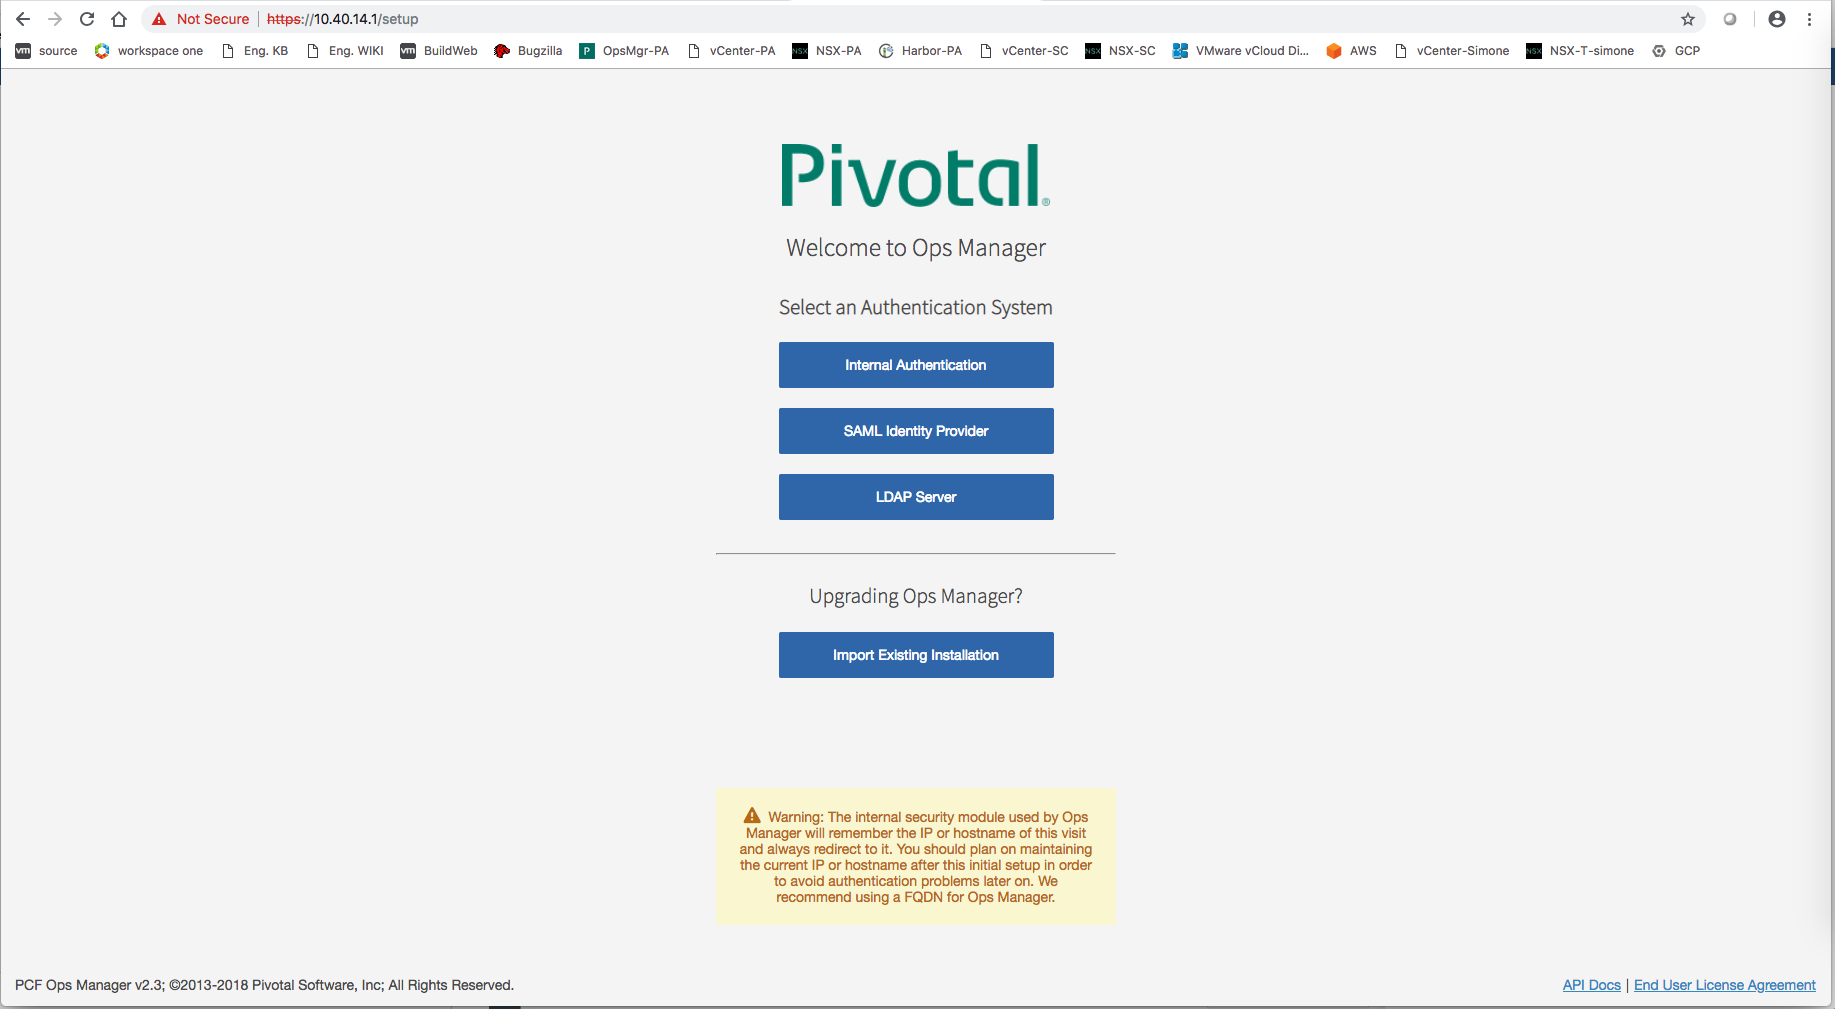 Not Secure | https://10.40.14.1/setup
vm source workspace one Eng. KB Eng. WIKI vm BuildWeb Bugzilla P OpsMgr-PA vCenter-PA NSX NSX-PA Harbor-PA vCenter-SC NSX NSX-SC VMware vCloud Di... AWS vCenter-Simone NSX NSX-T-simone GCP
Pivotal®
Welcome to Ops Manager
Select an Authentication System
Internal Authentication
SAML Identity Provider
LDAP Server
Upgrading Ops Manager?
Import Existing Installation
Warning: The internal security module used by Ops
Manager will remember the IP or hostname of this visit
and always redirect to it. You should plan on maintaining
the current IP or hostname after this initial setup in order
to avoid authentication problems later on. We
recommend using a FQDN for Ops Manager.
PCF Ops Manager v2.3; ©2013-2018 Pivotal Software, Inc; All Rights Reserved.
API Docs | End User License Agreement